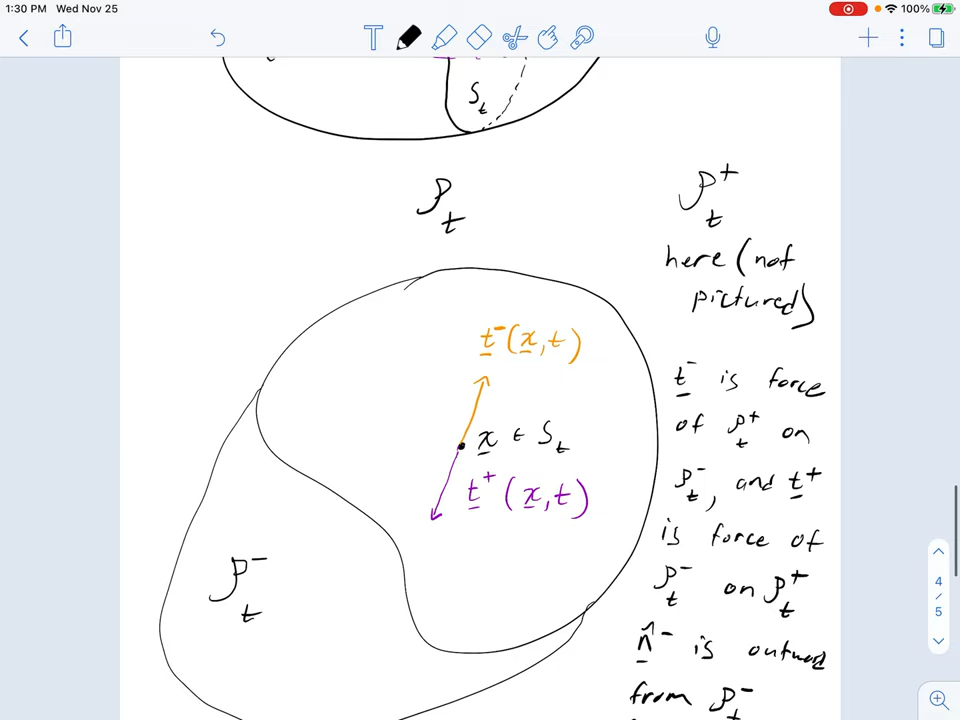 1:30 PM Wed Nov 25
100%
T
S_t
𝒫_t
𝒫_t^+
here (not
pictured)
t^-(x,t)
x ∈ S_t
t^+(x,t)
𝒫_t^-
t^- is force
of 𝒫_t^+ on
𝒫_t^-, and t^+
is force of
𝒫_t^- on 𝒫_t^+
n̂^- is outward
from 𝒫_t^-
4
/
5